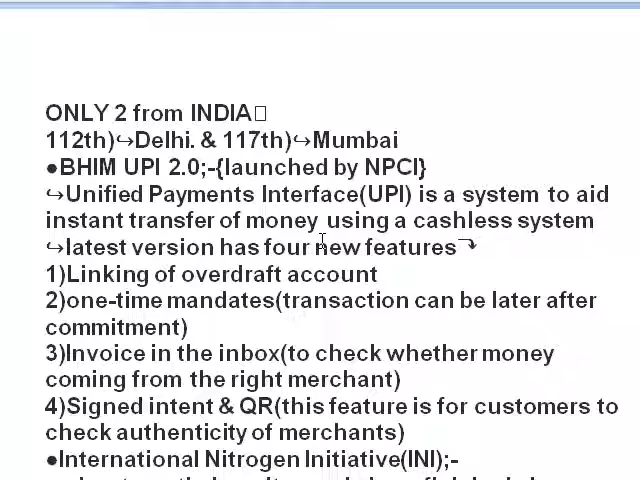 ONLY 2 from INDIA□
112th)↪Delhi. & 117th)↪Mumbai
●BHIM UPI 2.0;-{launched by NPCI}
↪Unified Payments Interface(UPI) is a system to aid
instant transfer of money using a cashless system
↪latest version has four new features⤵
1)Linking of overdraft account
2)one-time mandates(transaction can be later after
commitment)
3)Invoice in the inbox(to check whether money
coming from the right merchant)
4)Signed intent & QR(this feature is for customers to
check authenticity of merchants)
●International Nitrogen Initiative(INI);-